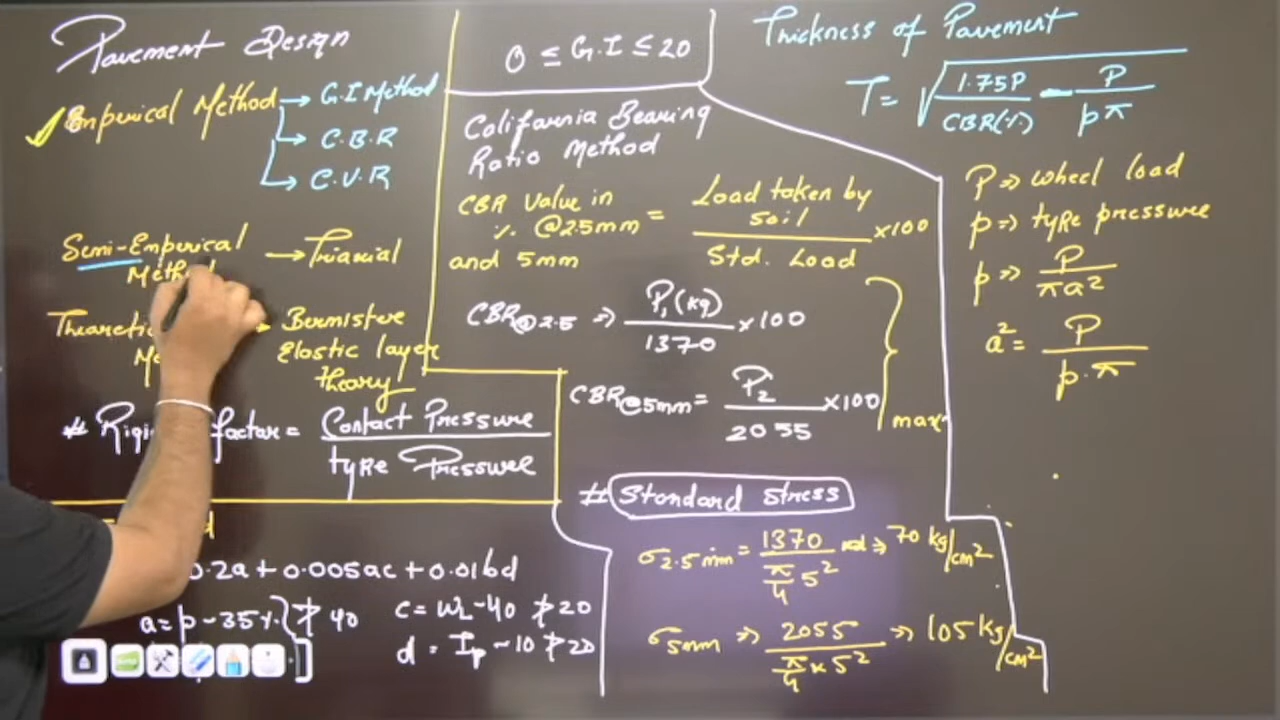 Pavement Design
Emperical Method → G.I Method
→ C.B.R
→ C.V.R
Semi-Emperical → Triaxial
Burmister
Elastic layer
theory
# factor = Contact Pressure
tyre Pressure
0.2a + 0.005ac + 0.01bd
a = p - 35% ≯ 40
c = WL - 40 ≯ 20
d = Ip - 10 ≯ 20
0 ≤ G.I ≤ 20
California Bearing
Ratio Method
CBR Value in
% @2.5mm = Load taken by soil × 100
and 5mm Std. Load
CBR@2.5 ⇒ P1(kg) × 100
1370
CBR@5mm = P2 × 100
2055
max
# Standard Stress
σ2.5mm = 1370 ⇒ 70 kg/cm2
π/4 5²
σ5mm ⇒ 2055 ⇒ 105 kg/cm2
π/4 × 5²
Thickness of Pavement
T = √ 1.75P - P
CBR(%) pπ
P ⇒ wheel load
p ⇒ tyre pressure
p ⇒ P
πa²
a² = P
p.π